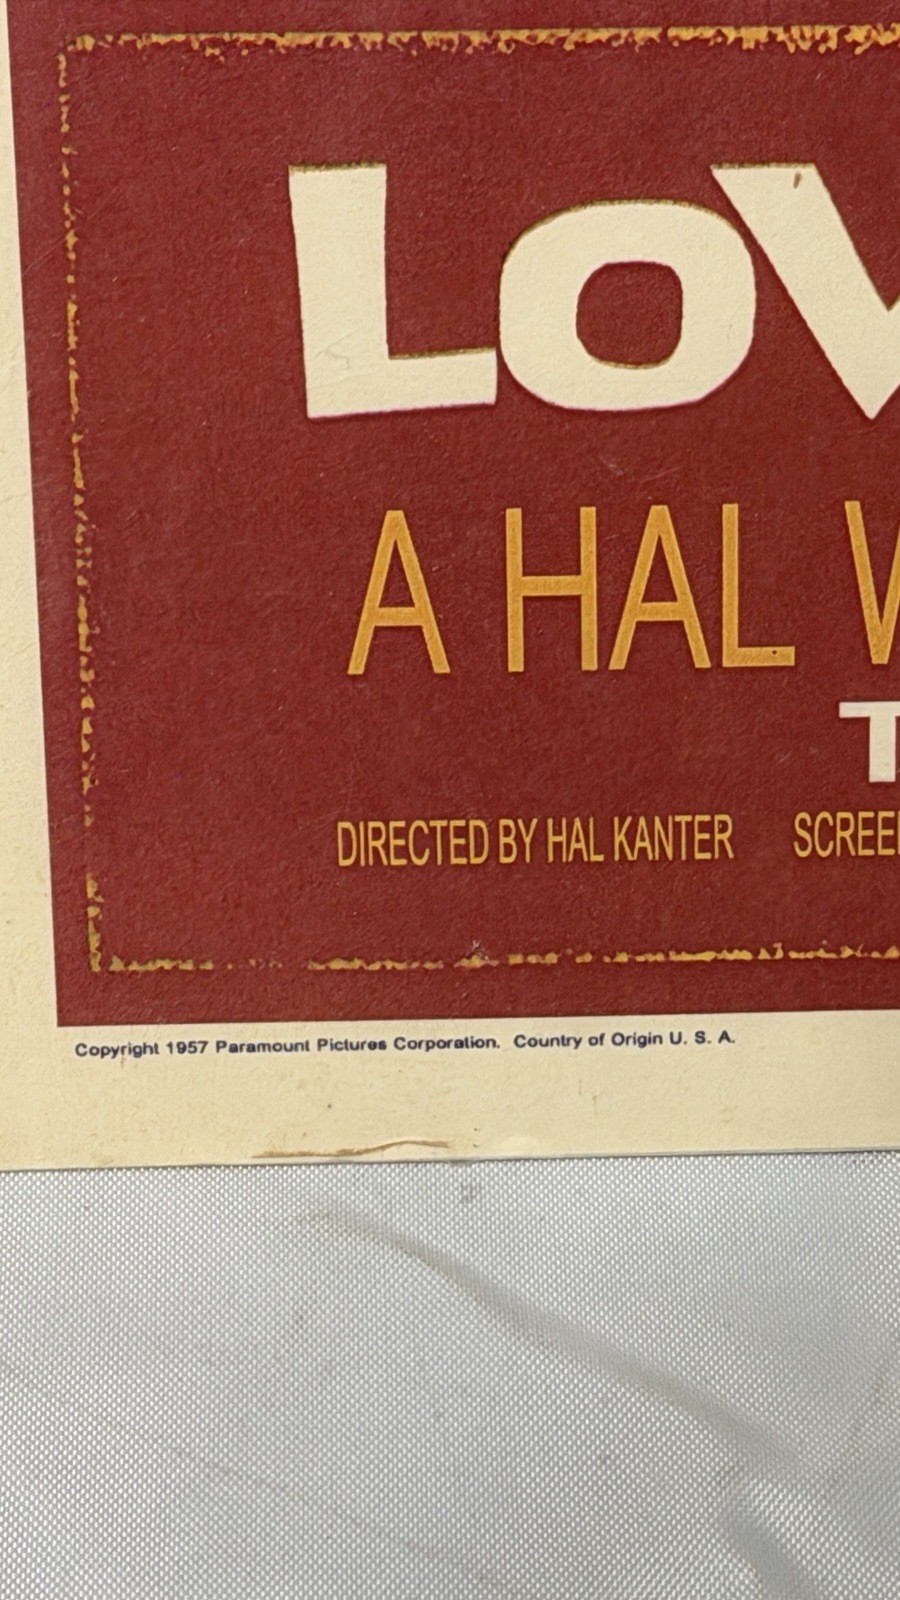 LOV
A HAL W
T
DIRECTED BY HAL KANTER SCREE
Copyright 1957 Paramount Pictures Corporation. Country of Origin U. S. A.